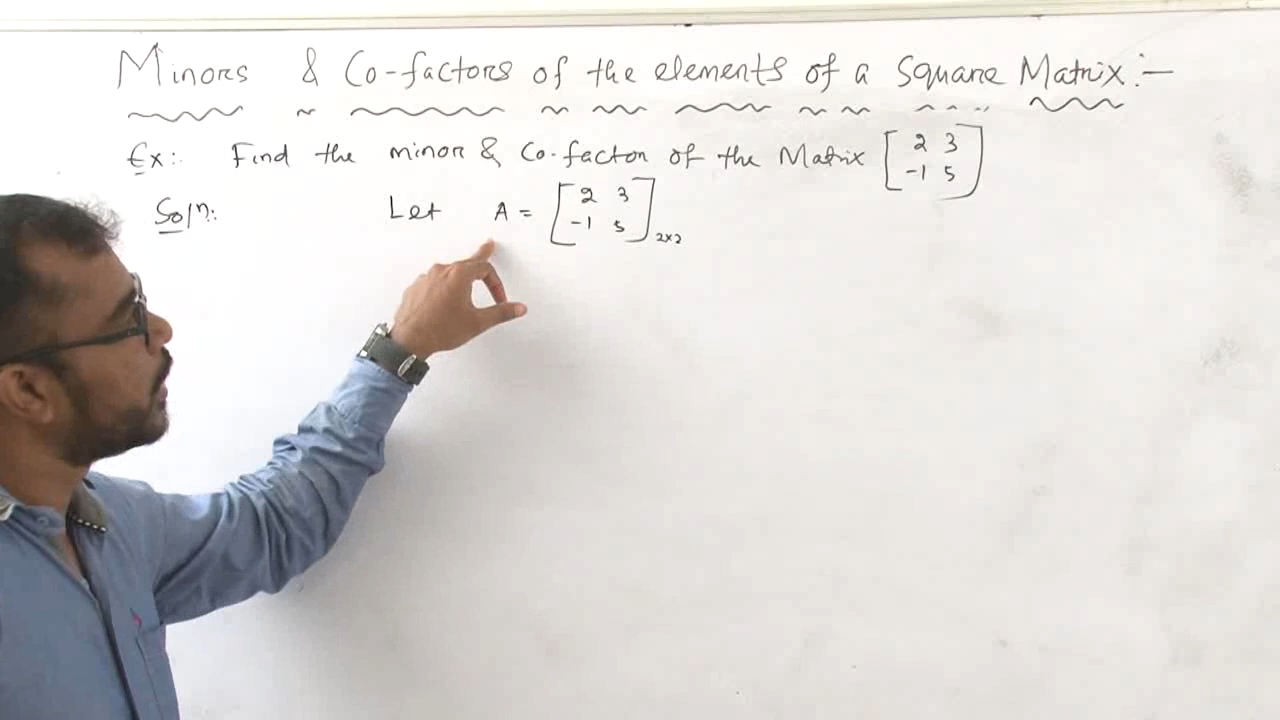 Minors & Co-factors of the elements of a Square Matrix:-
Ex:. Find the minor & Co-factor of the Matrix [2 3
-1 5]
Soln:. Let A = [2 3
-1 5]2x2